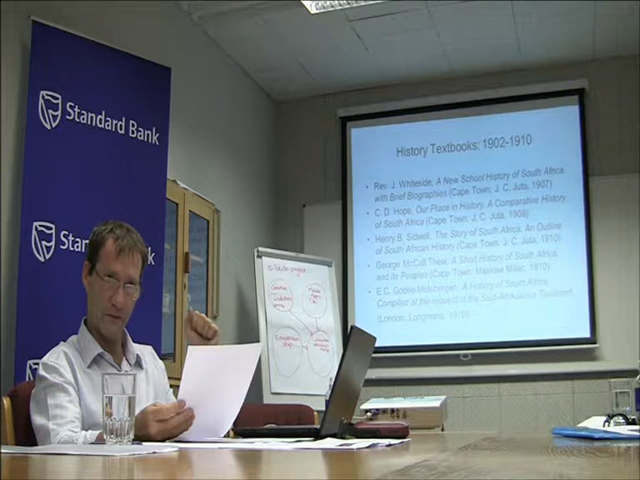 Standard Bank
Standard Bank
History Textbooks: 1902-1910
• Rev. J. Whiteside, A New School History of South Africa
with Brief Biographies (Cape Town: J. C. Juta, 1907)
• C. D. Hope, Our Place in History, A Comparative History
of South Africa (Cape Town: J. C. Juta, 1909)
• Henry B. Sidwell, The Story of South Africa: An Outline
of South African History (Cape Town: J. C. Juta, 1910)
• George McCall Theal, A Short History of South Africa
and Its Peoples (Cape Town: Maskew Miller, 1910)
• E.C. Godee-Molsberger, A History of South Africa:
Compiled at the request of the
(London: Longmans, 1910)